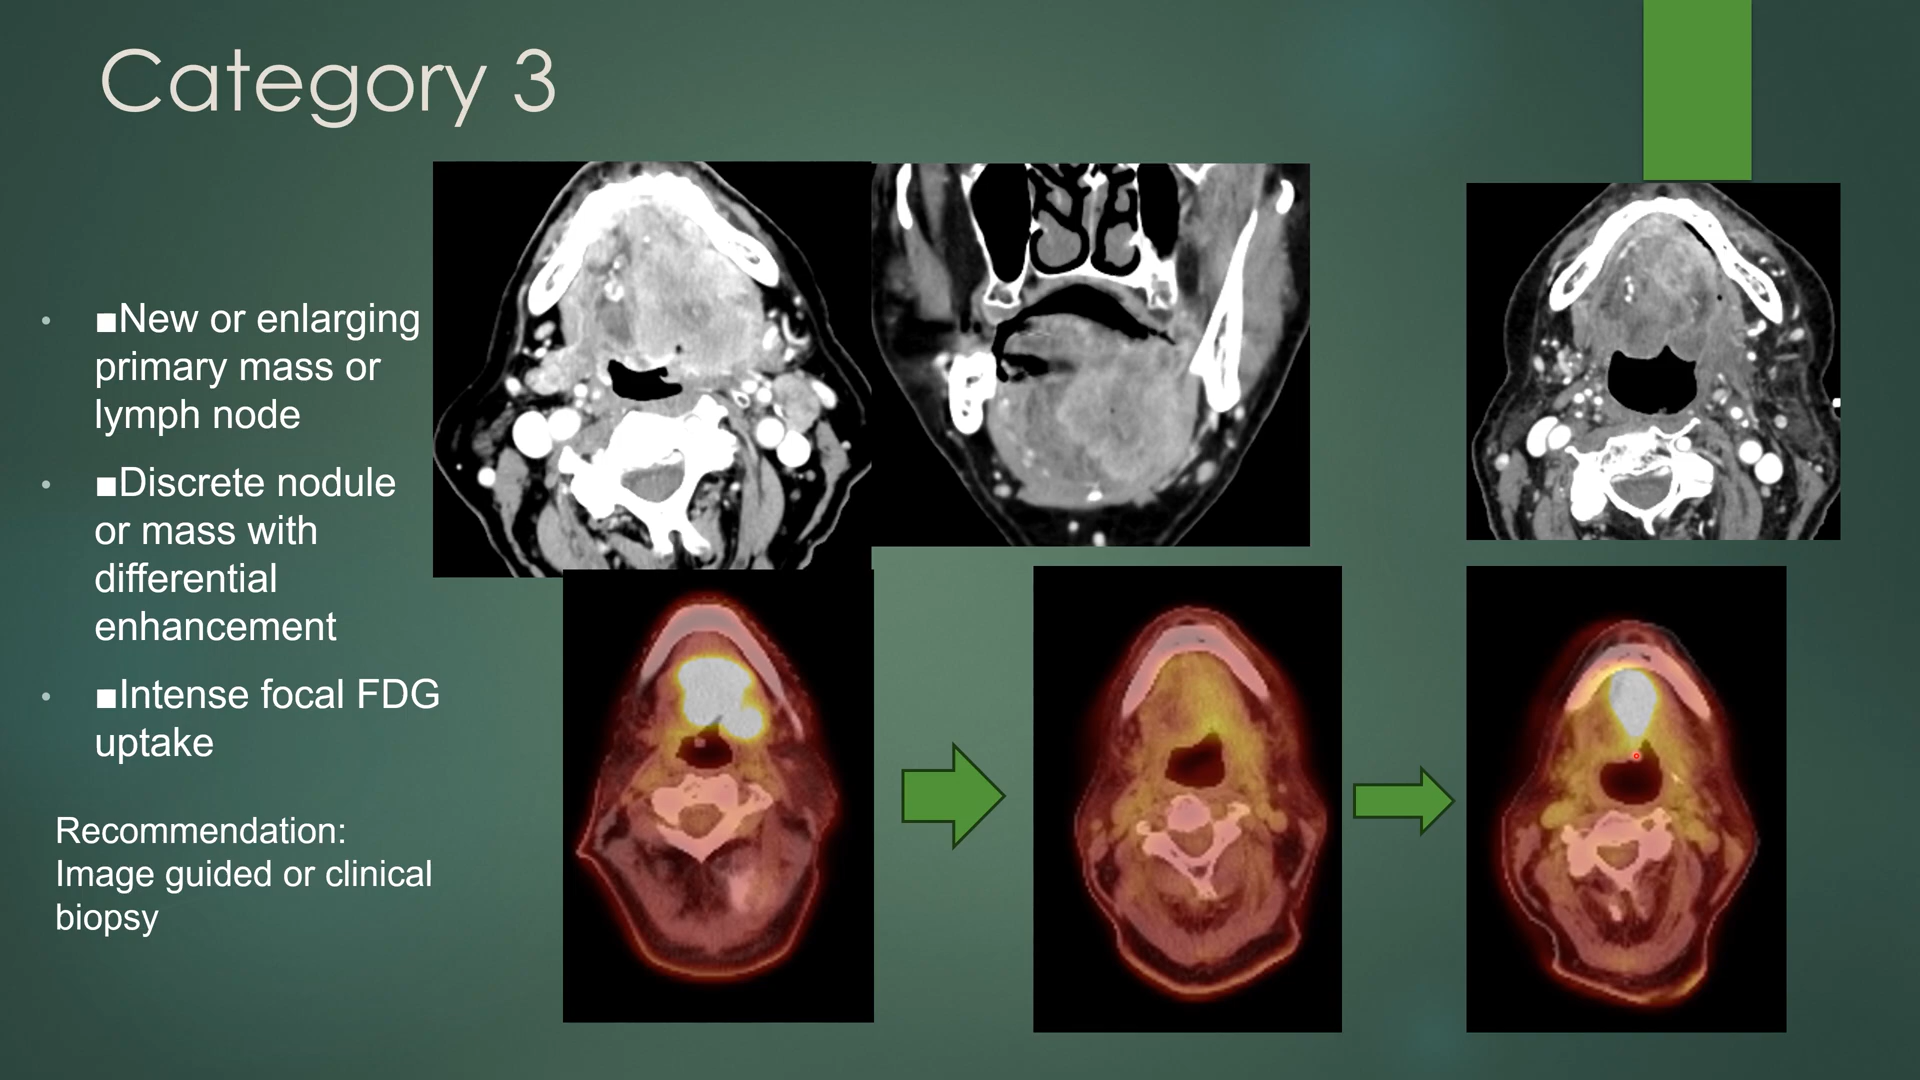 Category 3
• ■New or enlarging
primary mass or
lymph node
• ■Discrete nodule
or mass with
differential
enhancement
• ■Intense focal FDG
uptake
Recommendation:
Image guided or clinical
biopsy